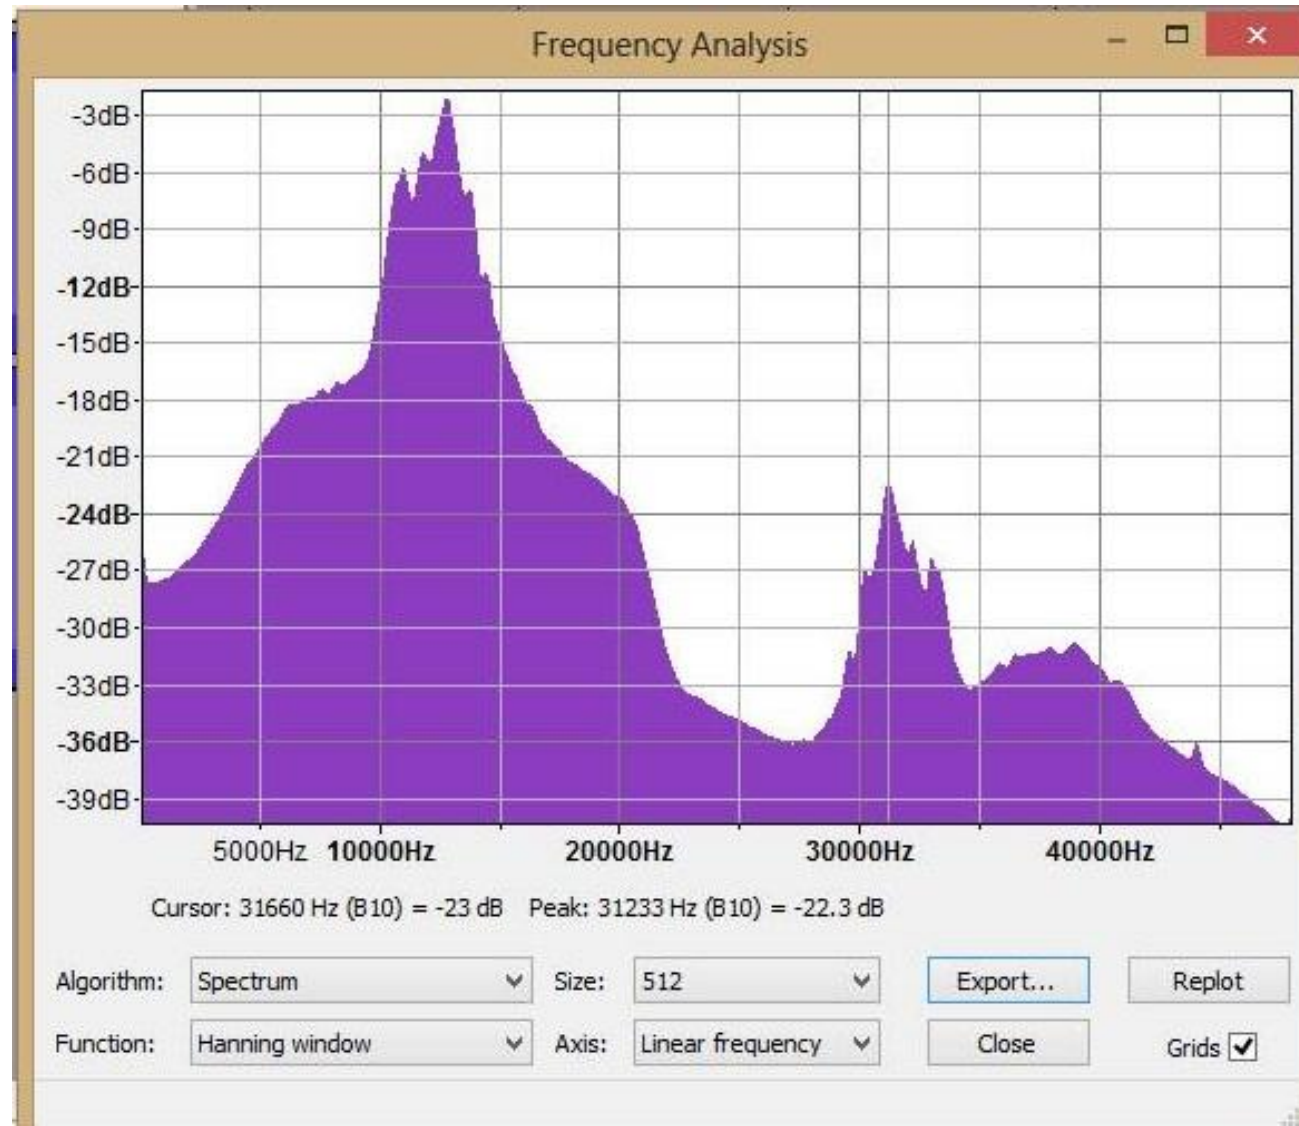 Frequency Analysis
-3dB
-6dB
-9dB
-12dB
-15dB
-18dB
-21dB
-24dB
-27dB
-30dB
-33dB
-36dB
-39dB
5000Hz 10000Hz 20000Hz 30000Hz 40000Hz
Cursor: 31660 Hz (B10) = -23 dB Peak: 31233 Hz (B10) = -22.3 dB
Algorithm: Spectrum Size: 512 Export... Replot
Function: Hanning window Axis: Linear frequency Close Grids